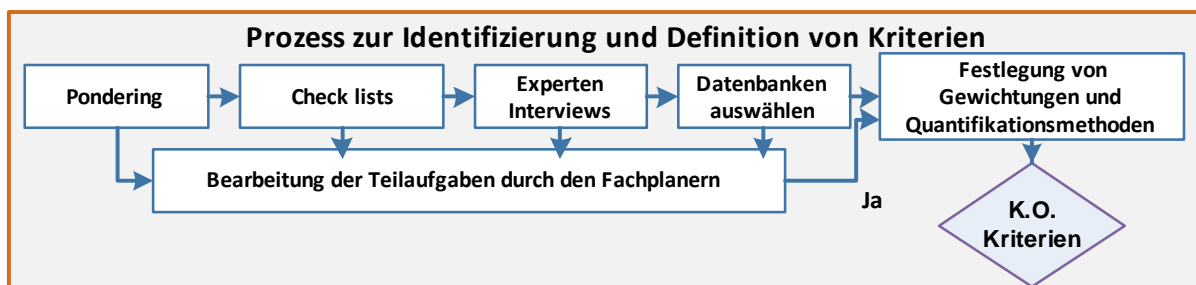 Prozess zur Identifizierung und Definition von Kriterien
Pondering
Check lists
Experten
Interviews
Datenbanken
auswählen
Festlegung von
Gewichtungen und
Quantifikationsmethoden
Bearbeitung der Teilaufgaben durch den Fachplanern
Ja
K.O.
Kriterien